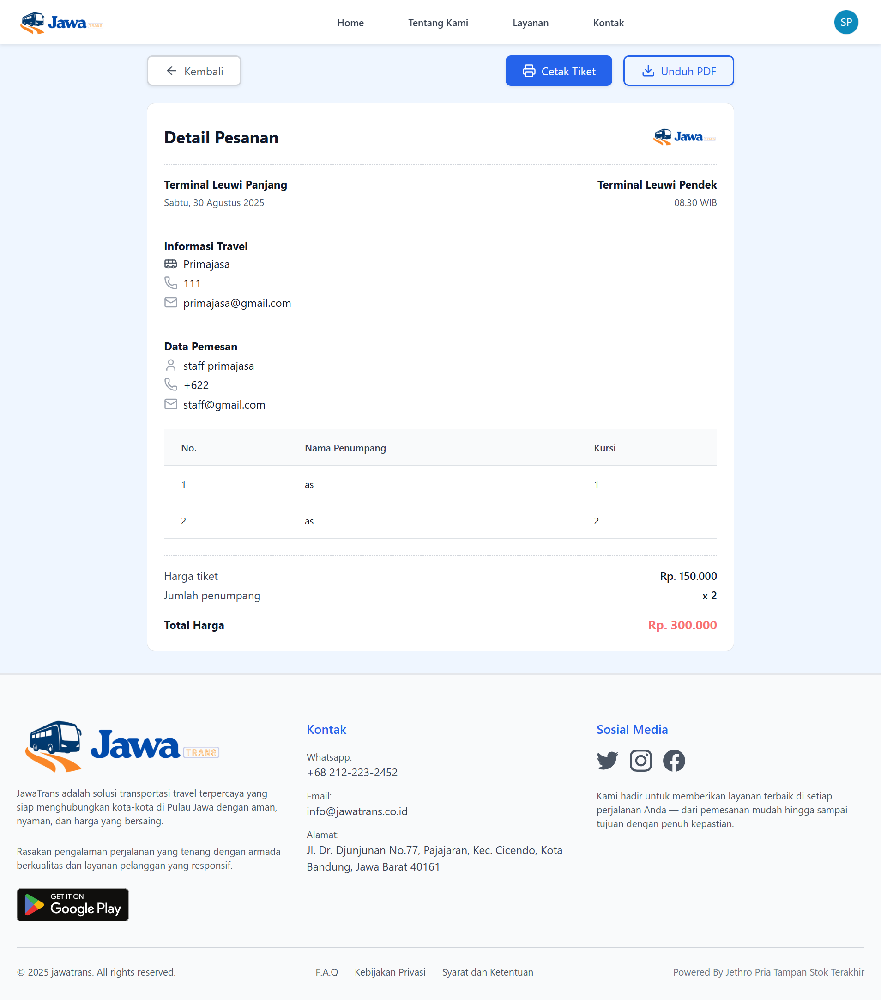 Jawa TRANS
Home Tentang Kami Layanan Kontak
SP
Kembali
Cetak Tiket
Unduh PDF
Detail Pesanan
Jawa TRANS
Terminal Leuwi Panjang
Terminal Leuwi Pendek
Sabtu, 30 Agustus 2025
08.30 WIB
Informasi Travel
Primajasa
111
primajasa@gmail.com
Data Pemesan
staff primajasa
+622
staff@gmail.com
No. Nama Penumpang Kursi
1 as 1
2 as 2
Harga tiket Rp. 150.000
Jumlah penumpang x 2
Total Harga Rp. 300.000
Jawa TRANS
JawaTrans adalah solusi transportasi travel terpercaya yang
siap menghubungkan kota-kota di Pulau Jawa dengan aman,
nyaman, dan harga yang bersaing.
Rasakan pengalaman perjalanan yang tenang dengan armada
berkualitas dan layanan pelanggan yang responsif.
GET IT ON
Google Play
Kontak
Whatsapp:
+68 212-223-2452
Email:
info@jawatrans.co.id
Alamat:
Jl. Dr. Djunjunan No.77, Pajajaran, Kec. Cicendo, Kota
Bandung, Jawa Barat 40161
Sosial Media
Kami hadir untuk memberikan layanan terbaik di setiap
perjalanan Anda — dari pemesanan mudah hingga sampai
tujuan dengan penuh kepastian.
© 2025 jawatrans. All rights reserved.
F.A.Q Kebijakan Privasi Syarat dan Ketentuan
Powered By Jethro Pria Tampan Stok Terakhir